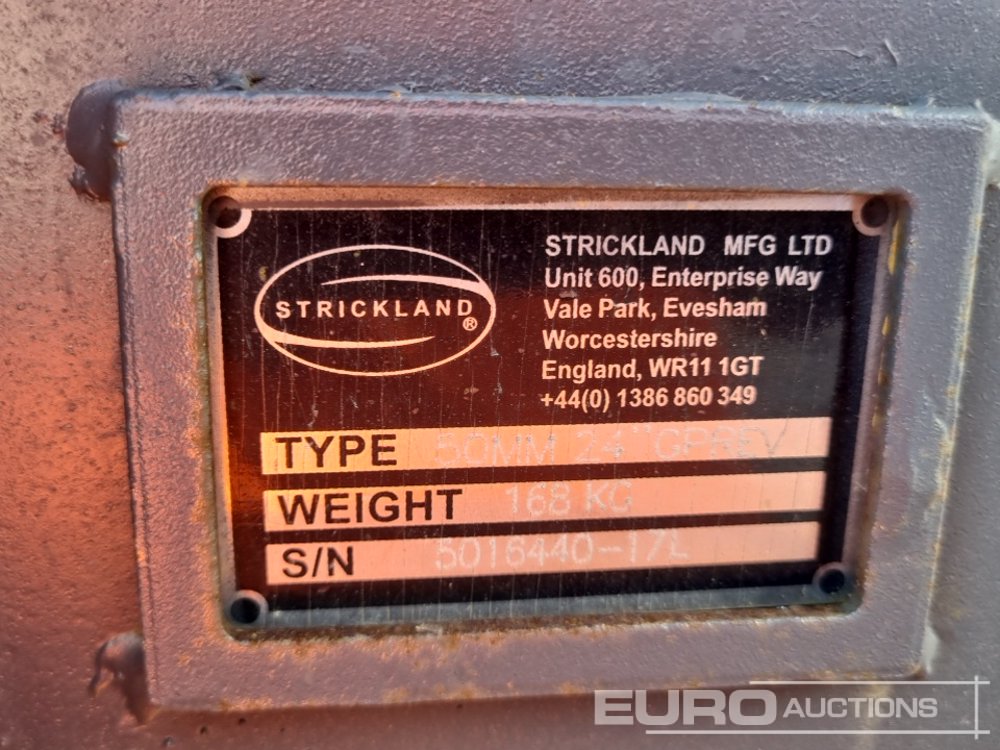 STRICKLAND ®
STRICKLAND MFG LTD
Unit 600, Enterprise Way
Vale Park, Evesham
Worcestershire
England, WR11 1GT
+44(0) 1386 860 349
TYPE 50MM 24" GPREV
WEIGHT 168 KG
S/N 5016440-17L
EURO AUCTIONS